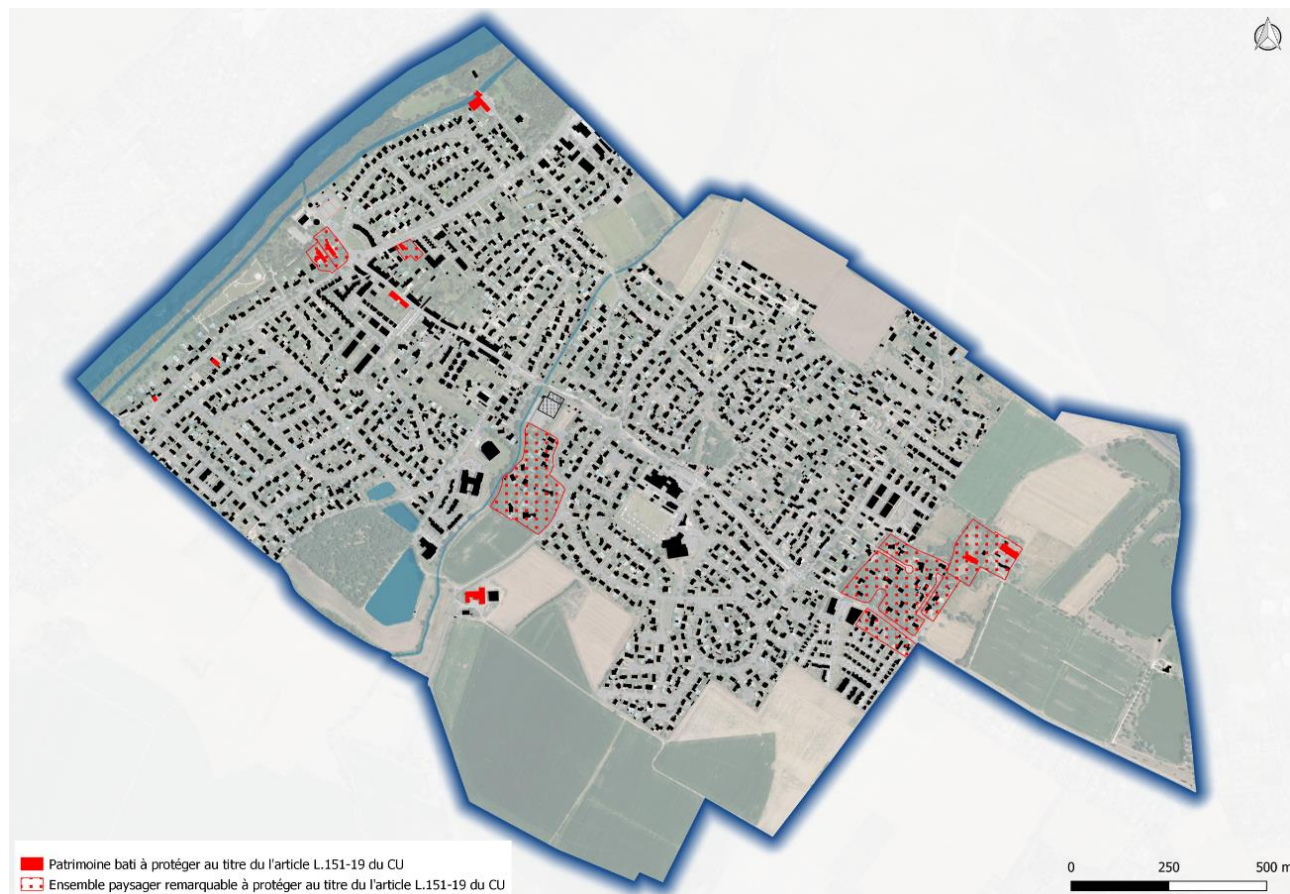 Patrimoine bati à protéger au titre du l'article L.151-19 du CU
Ensemble paysager remarquable à protéger au titre du l'article L.151-19 du CU
0 250 500 m